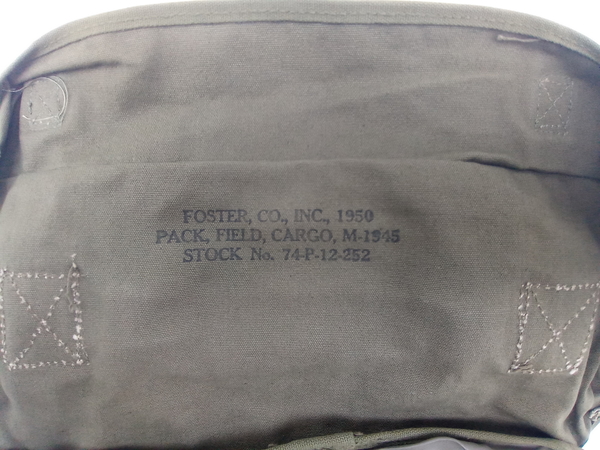 FOSTER, CO., INC., 1950
PACK, FIELD, CARGO, M-1945
STOCK No. 74-P-12-252